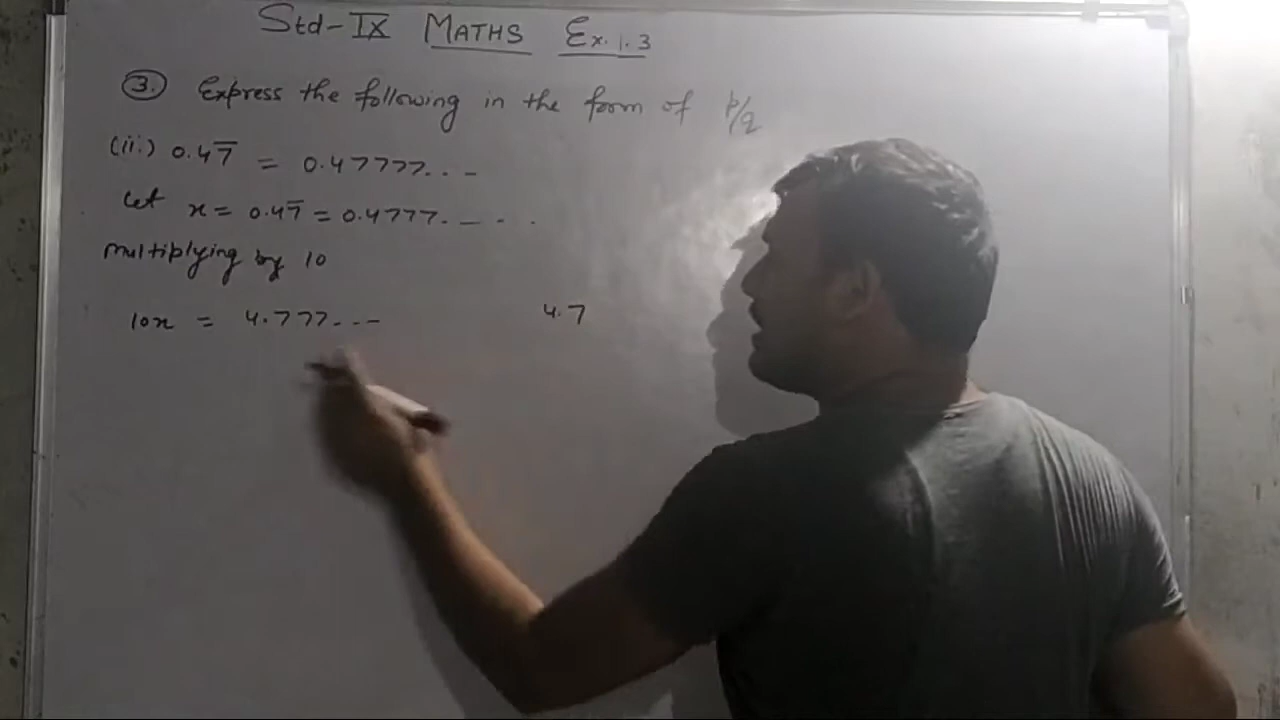 Std-IX MATHS Ex.1.3
3. Express the following in the form of p/q
(ii.) 0.47̅ = 0.47777...-
Let x = 0.47̅ = 0.4777.-...
Multiplying by 10
10x = 4.777... 4.7